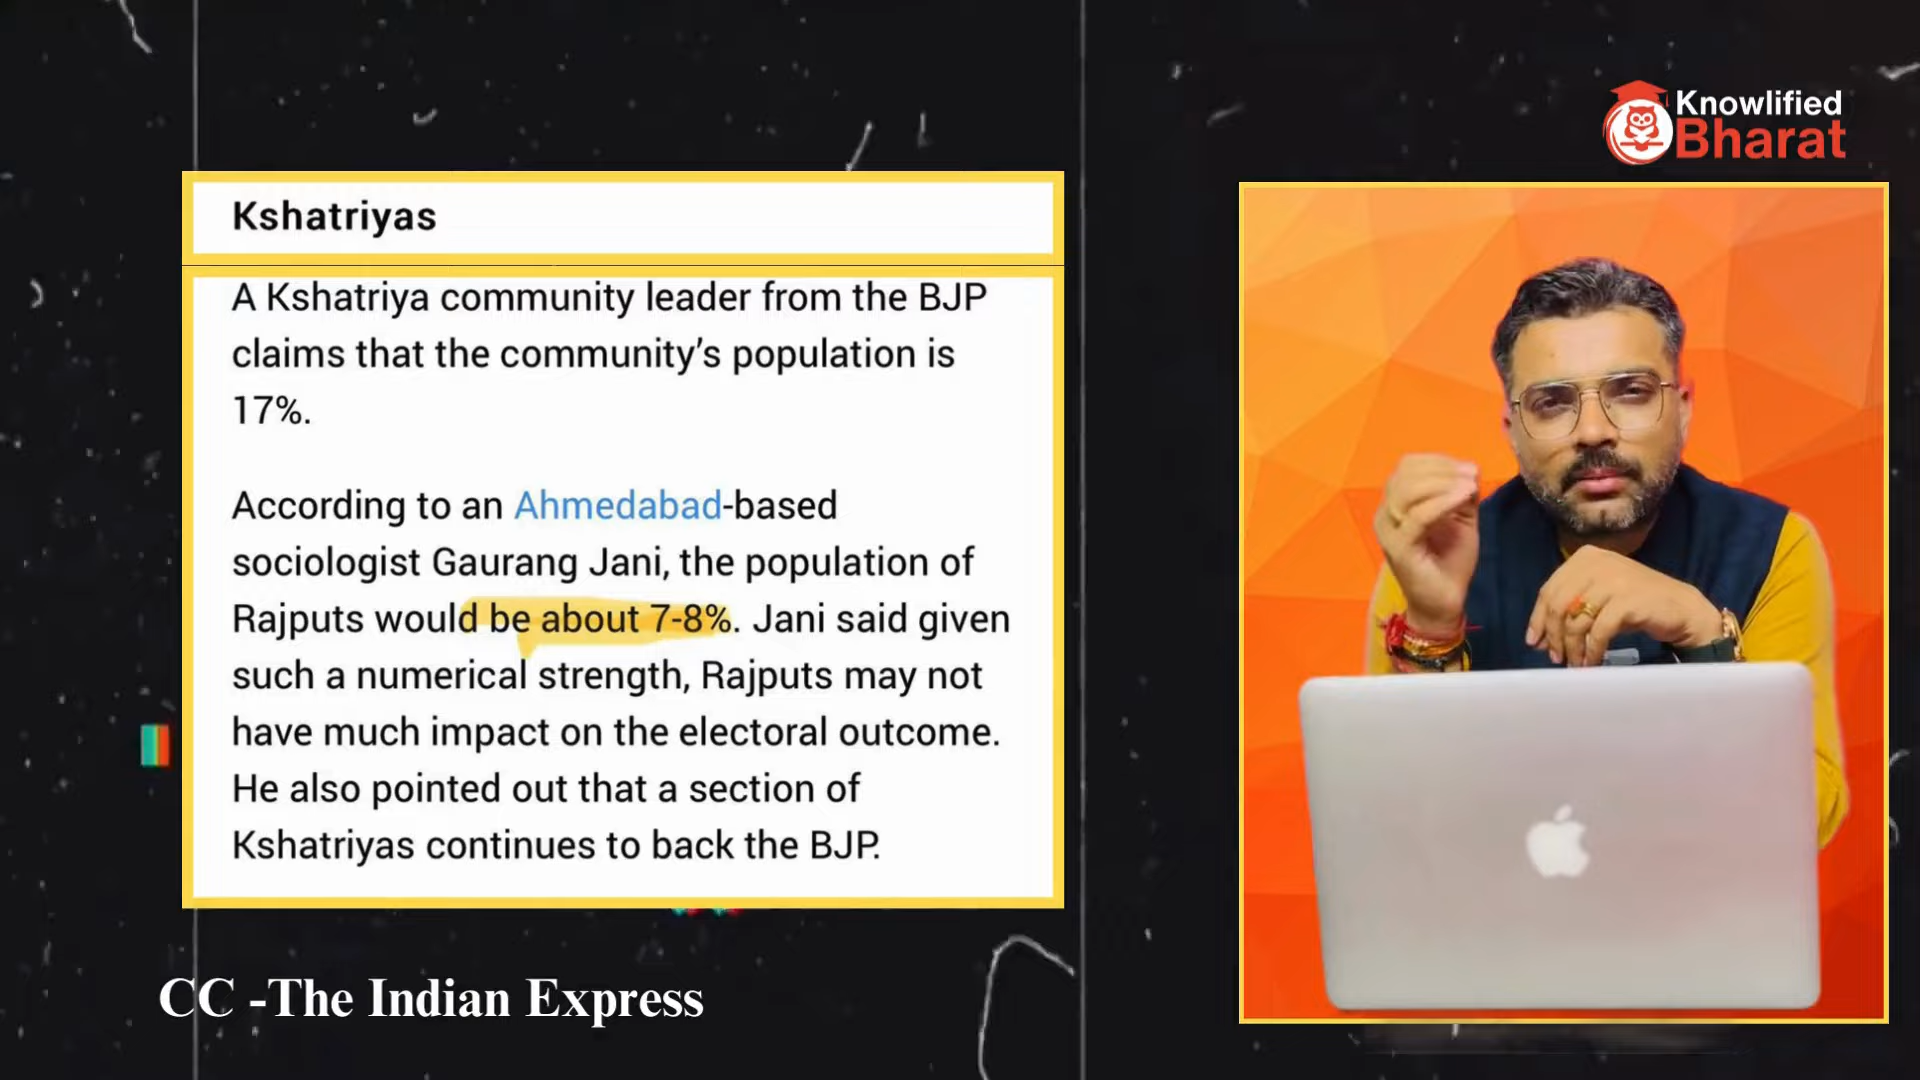 Knowlified
Bharat
Kshatriyas
A Kshatriya community leader from the BJP
claims that the community’s population is
17%.
According to an Ahmedabad-based
sociologist Gaurang Jani, the population of
Rajputs would be about 7-8%. Jani said given
such a numerical strength, Rajputs may not
have much impact on the electoral outcome.
He also pointed out that a section of
Kshatriyas continues to back the BJP.
CC -The Indian Express